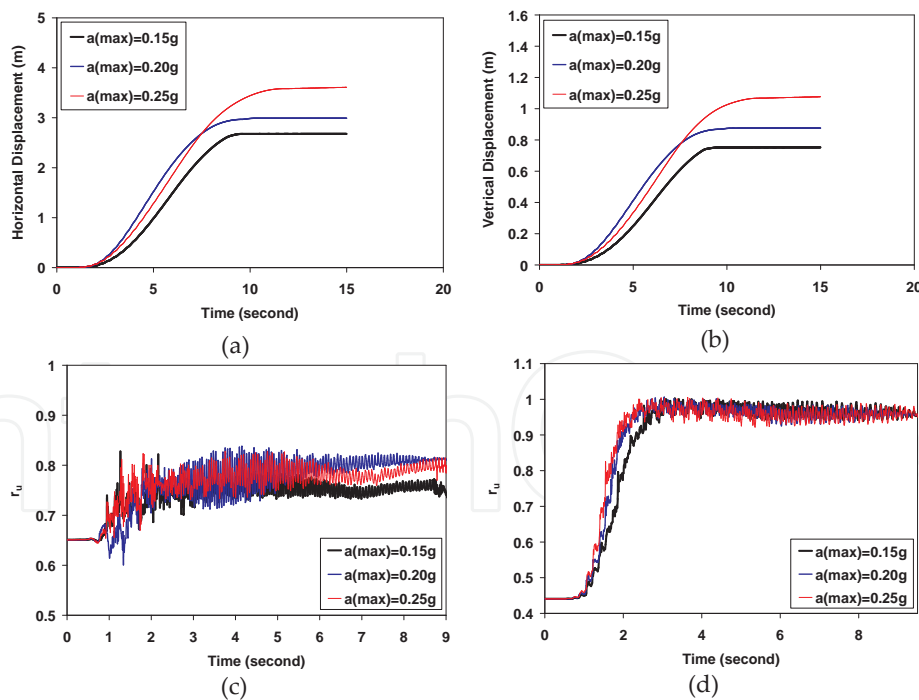 5
4
3
2
1
0
Horizontal Displacement (m)
a(max)=0.15g
a(max)=0.20g
a(max)=0.25g
0 5 10 15 20
Time (second)
(a)
1.6
1.4
1.2
1
0.8
0.6
0.4
0.2
0
Vetrical Displacement (m)
a(max)=0.15g
a(max)=0.20g
a(max)=0.25g
0 5 10 15 20
Time (second)
(b)
1
0.9
0.8
0.7
0.6
0.5
ru
a(max)=0.15g
a(max)=0.20g
a(max)=0.25g
0 1 2 3 4 5 6 7 8 9
Time (second)
(c)
1.1
1
0.9
0.8
0.7
0.6
0.5
0.4
ru
a(max)=0.15g
a(max)=0.20g
a(max)=0.25g
0 2 4 6 8
Time (second)
(d)